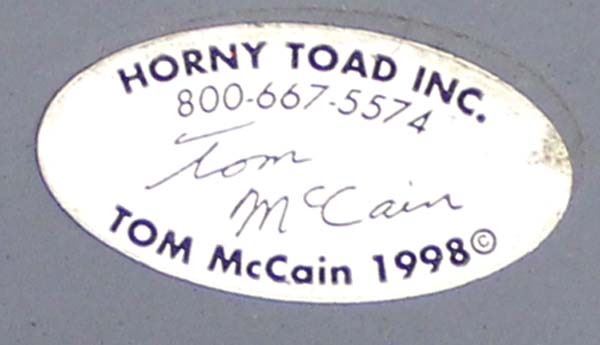 HORNY TOAD INC.
800-667-5574
Tom
McCain
TOM McCain 1998©